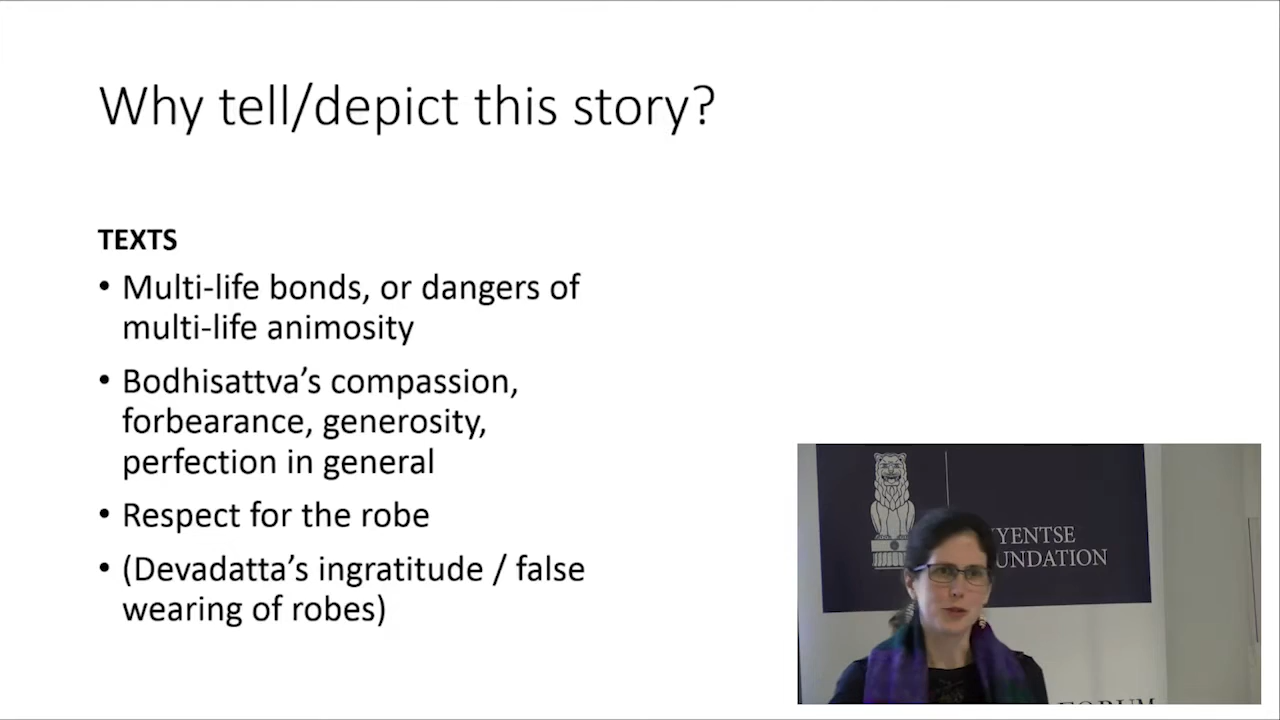 Why tell/depict this story?
TEXTS
• Multi-life bonds, or dangers of
multi-life animosity
• Bodhisattva’s compassion,
forbearance, generosity,
perfection in general
• Respect for the robe
• (Devadatta’s ingratitude / false
wearing of robes)
YENTSE
UNDATION
FORUM